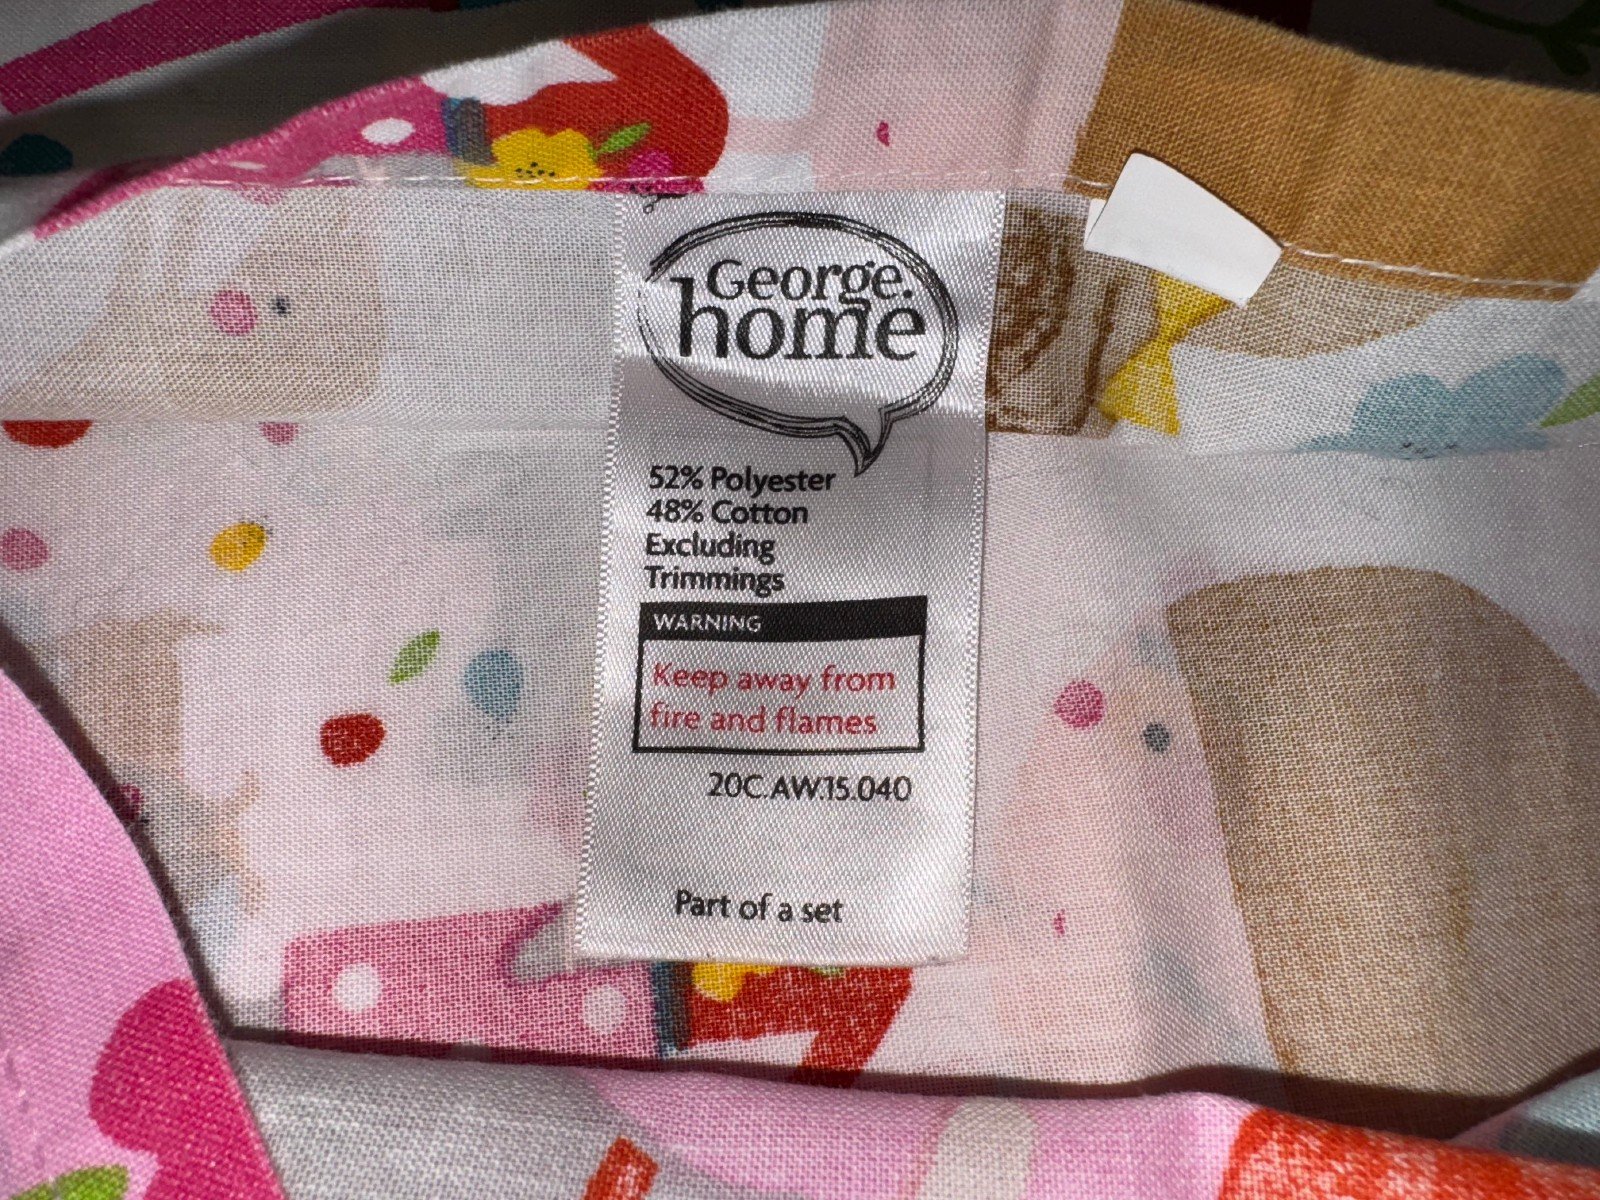 George.
home
52% Polyester
48% Cotton
Excluding
Trimmings
WARNING
Keep away from
fire and flames
20C.AW.15.040
Part of a set